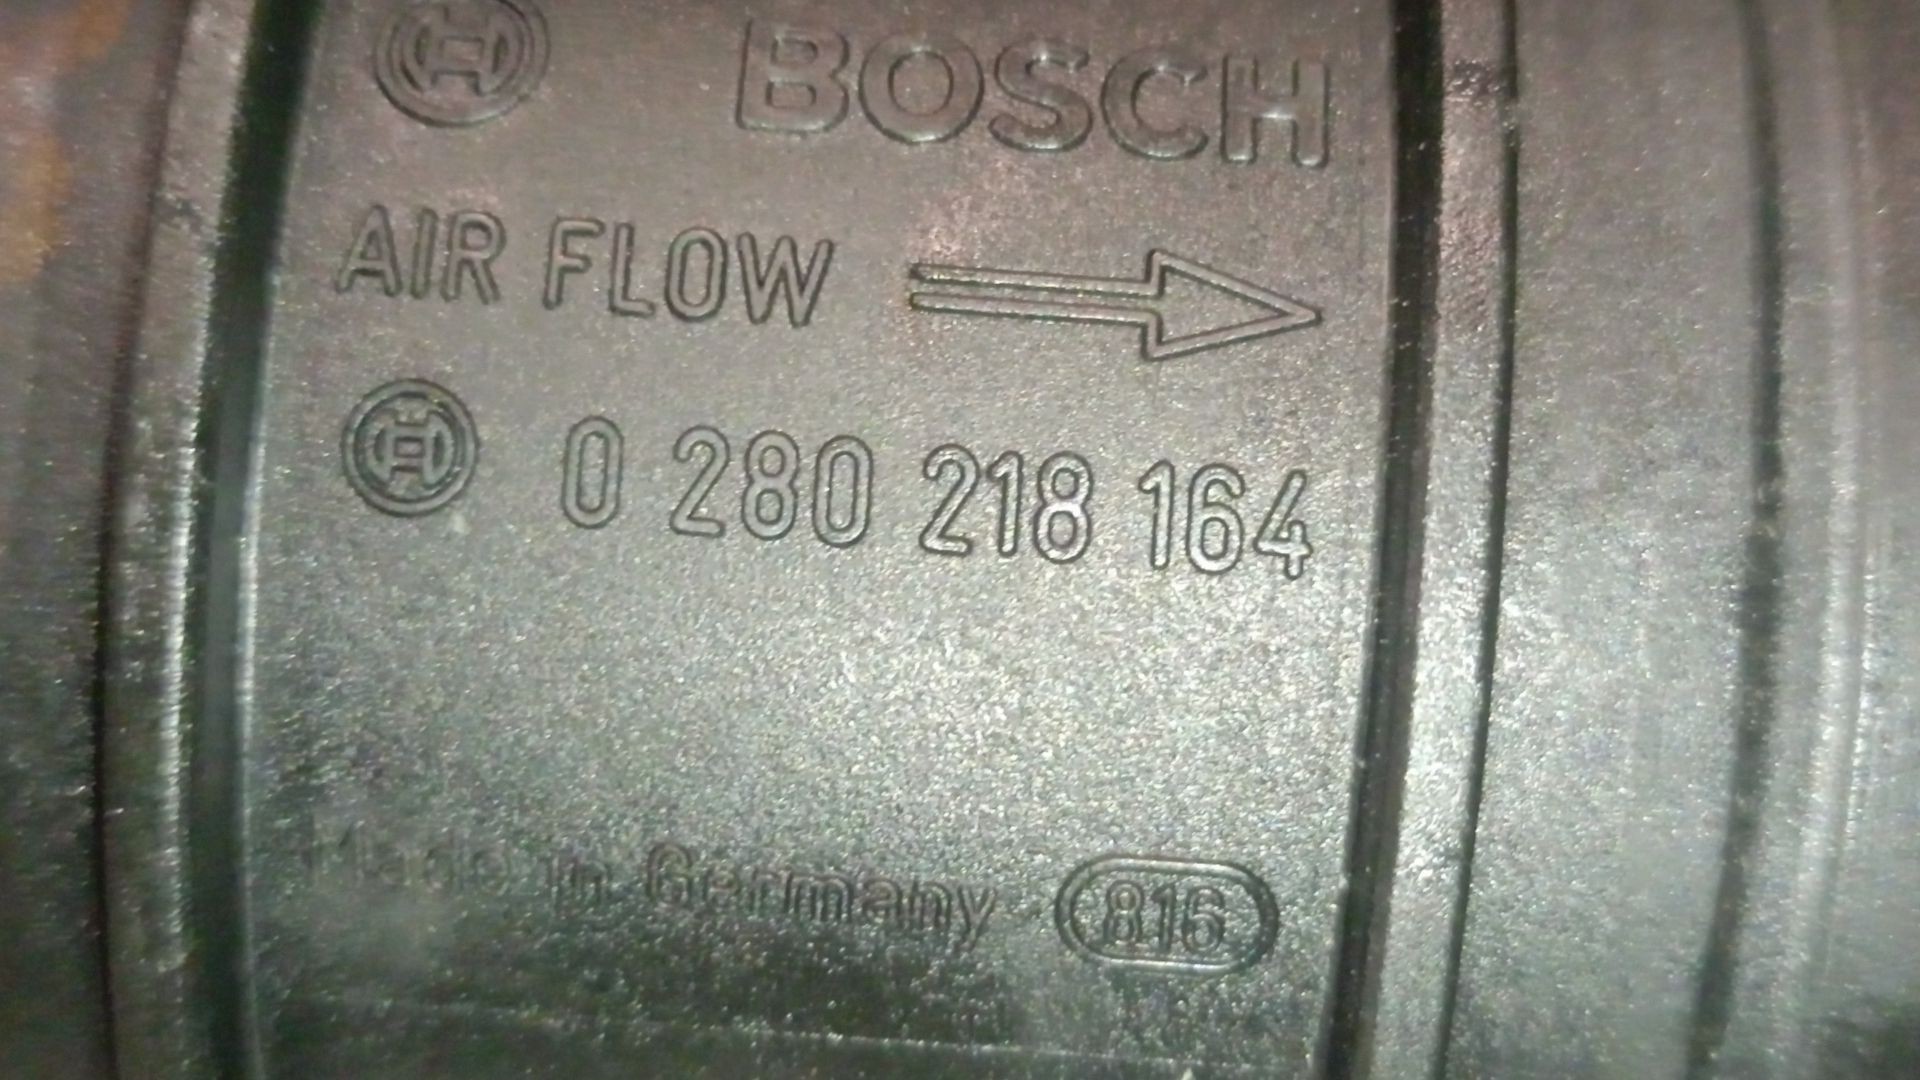 BOSCH
AIR FLOW
0 280 218 164
Made in Germany 816